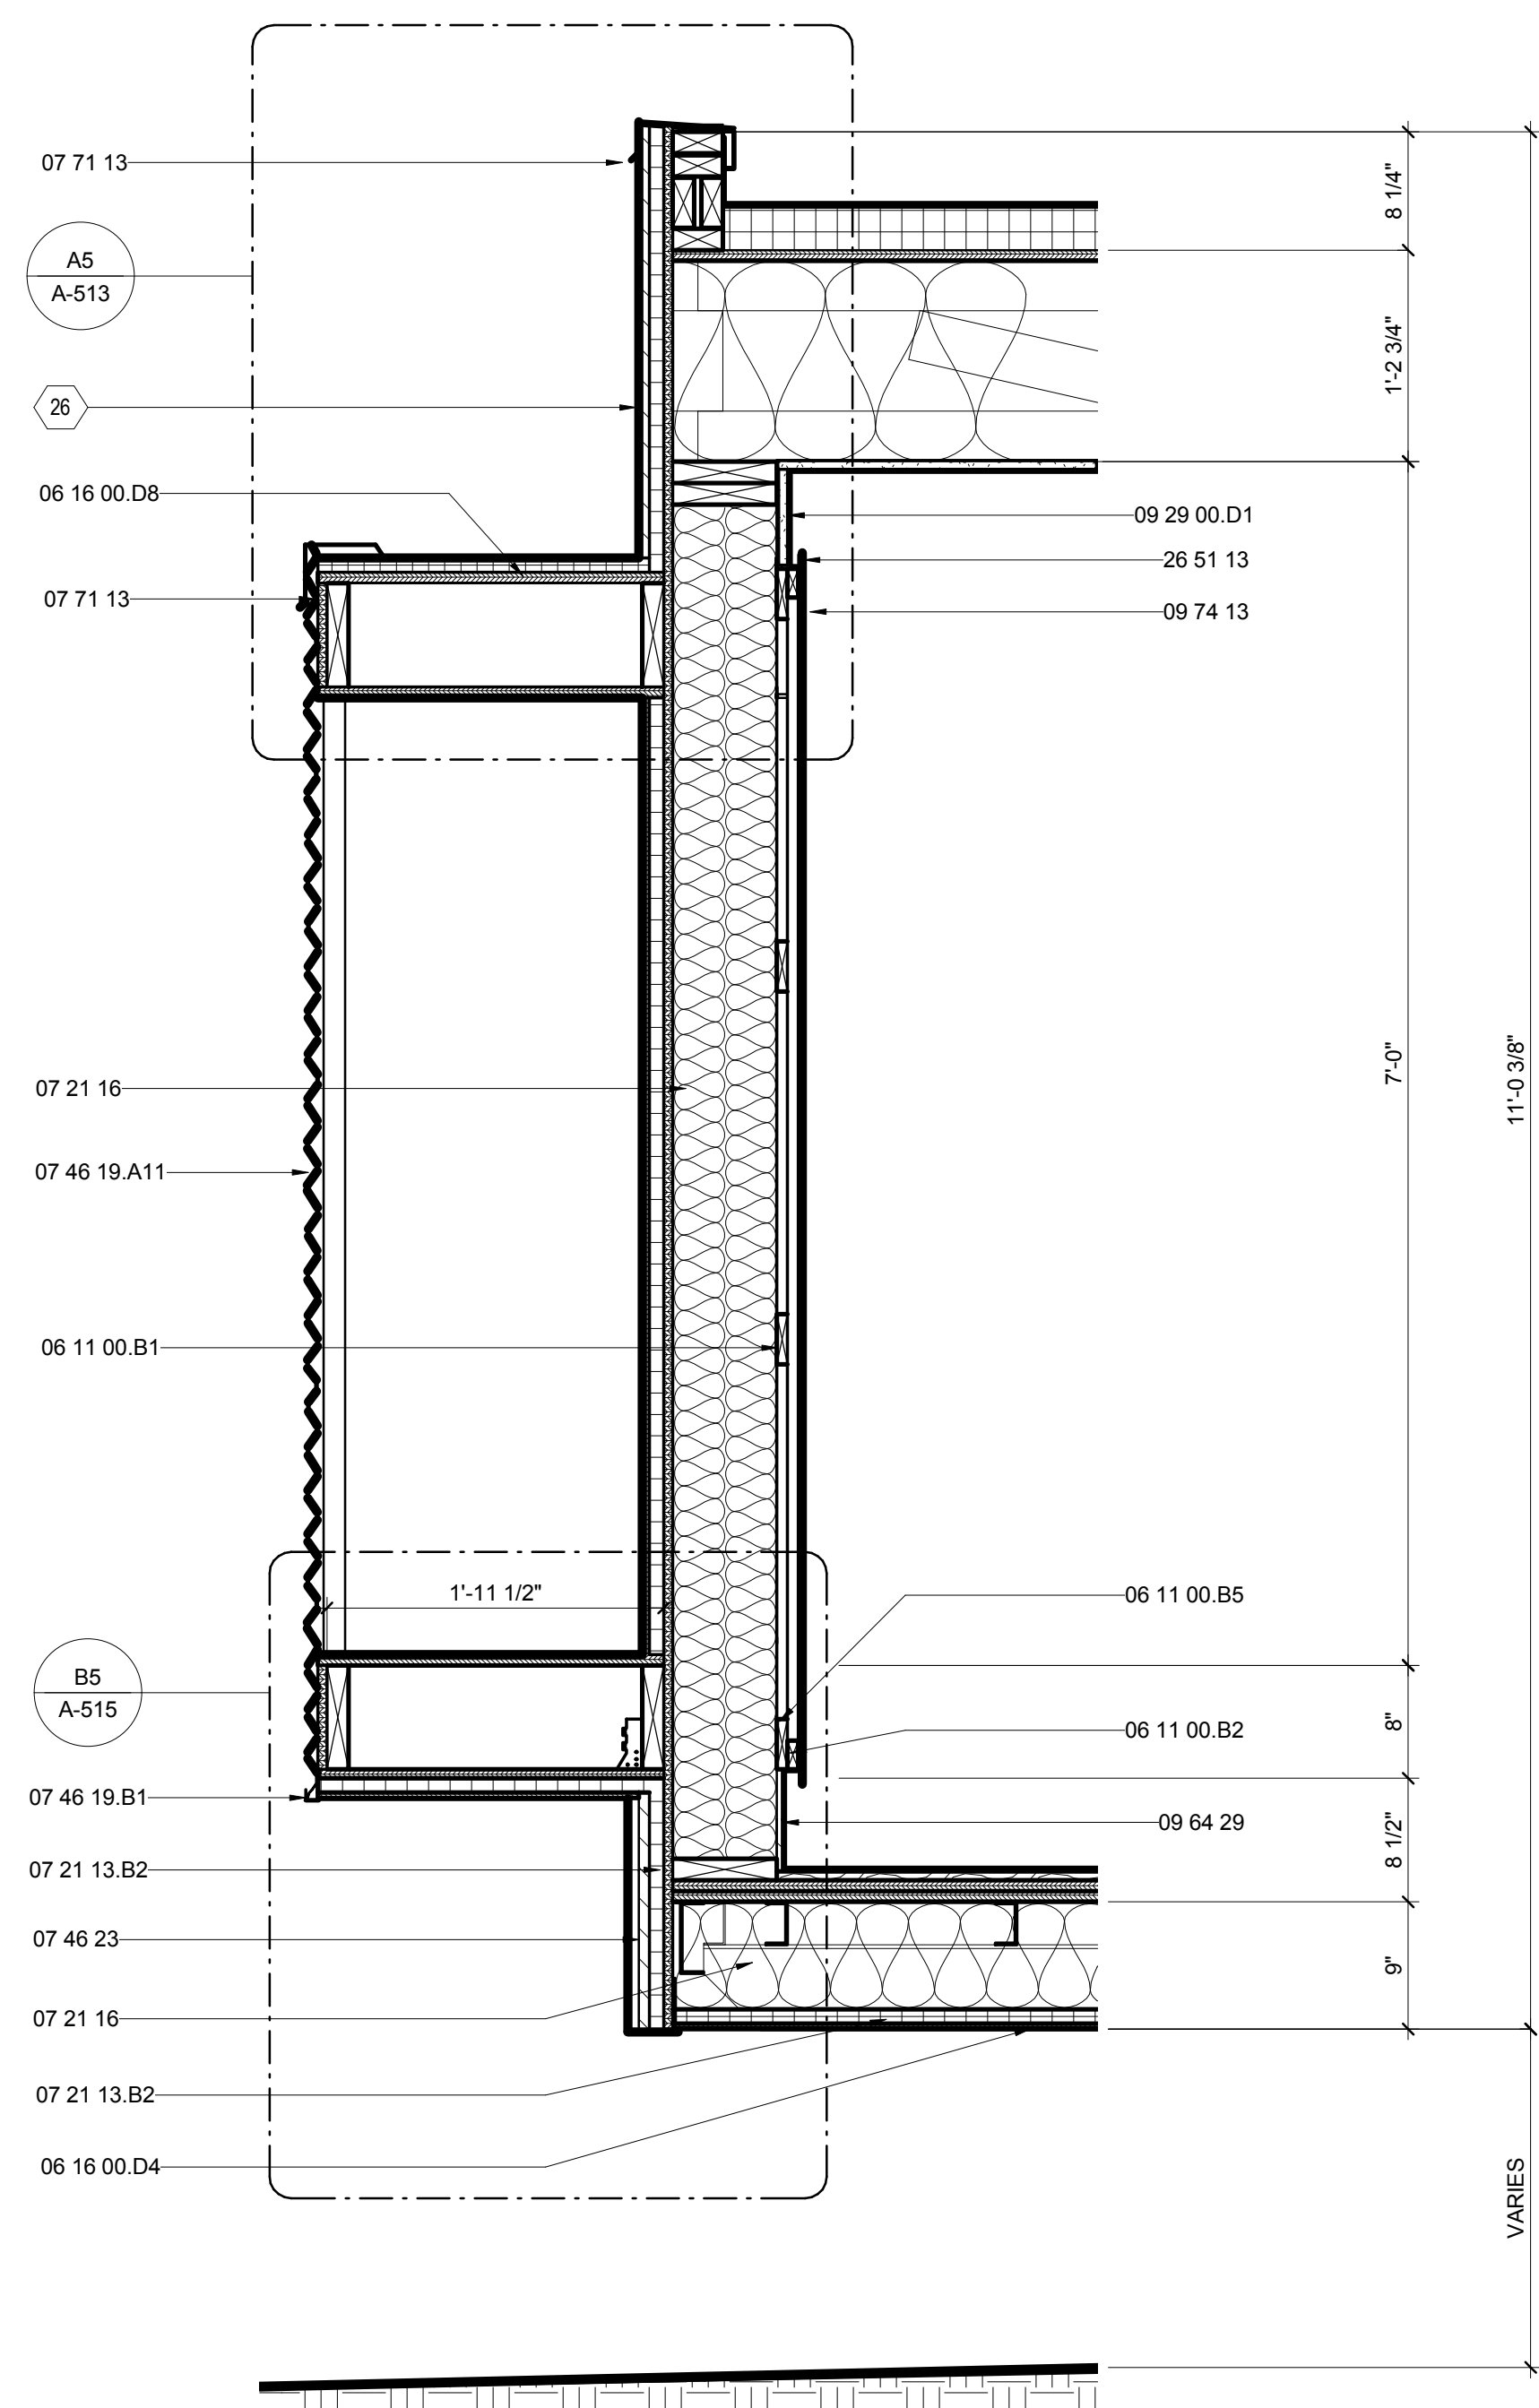 07 71 13
A5
A-513
26
06 16 00.D8
07 71 13
07 21 16
07 46 19.A11
06 11 00.B1
1'-11 1/2"
B5
A-515
07 46 19.B1
07 21 13.B2
07 46 23
07 21 16
07 21 13.B2
06 16 00.D4
09 29 00.D1
26 51 13
09 74 13
06 11 00.B5
06 11 00.B2
09 64 29
8 1/4"
1'-2 3/4"
7'-0"
8"
8 1/2"
9"
11'-0 3/8"
VARIES